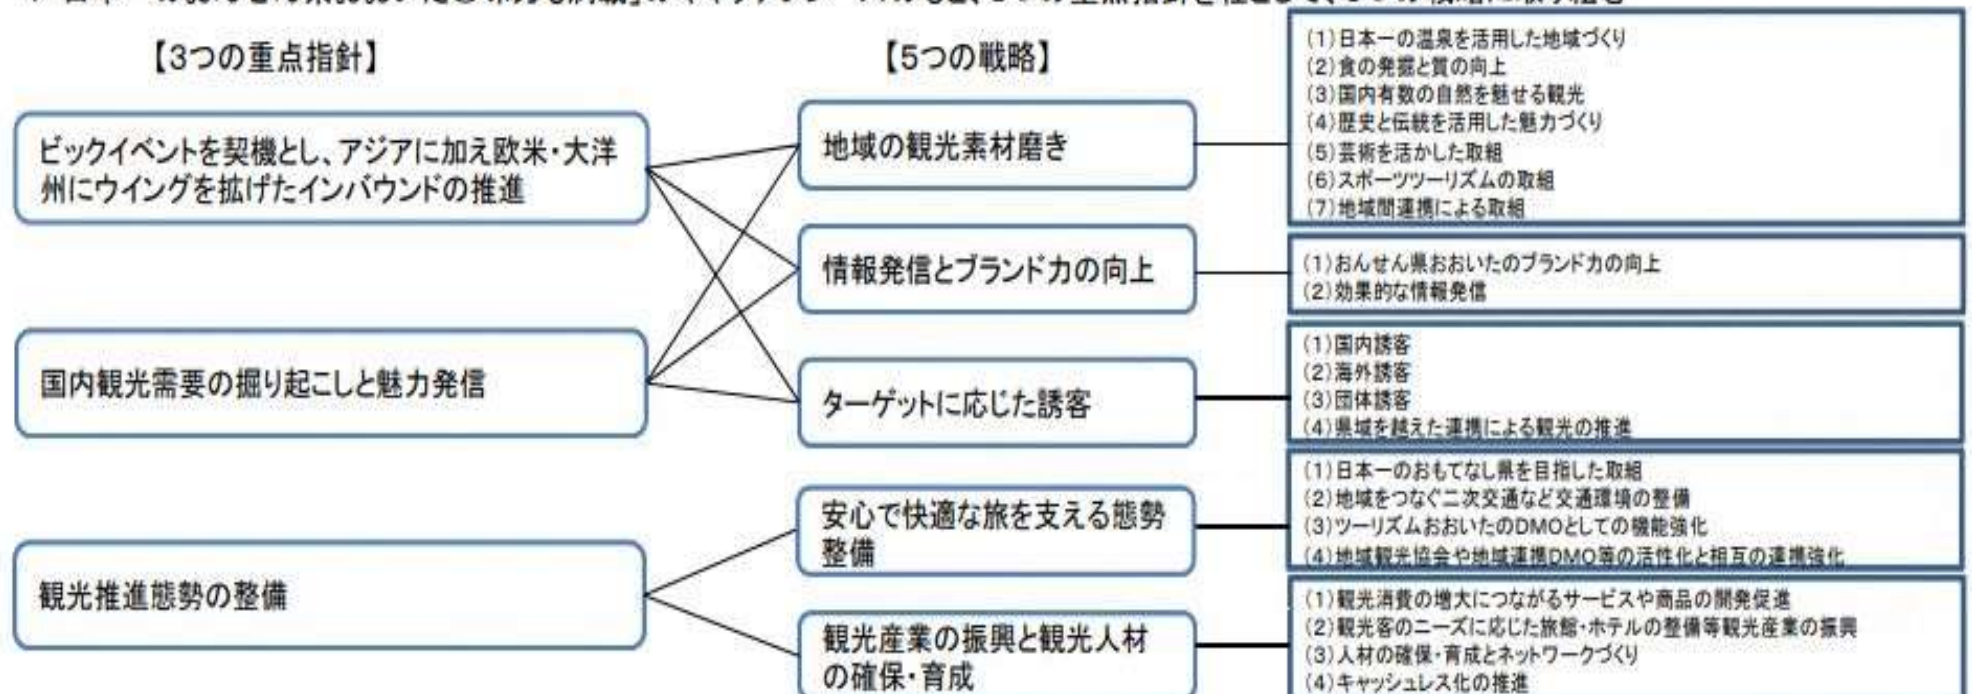 【3つの重点指針】
【5つの戦略】
ビックイベントを契機とし、アジアに加え欧米・大洋
州にウイングを拡げたインバウンドの推進
国内観光需要の掘り起こしと魅力発信
観光推進態勢の整備
地域の観光素材磨き
情報発信とブランド力の向上
ターゲットに応じた誘客
安心で快適な旅を支える態勢
整備
観光産業の振興と観光人材
の確保・育成
(1)日本一の温泉を活用した地域づくり
(2)食の発掘と質の向上
(3)国内有数の自然を魅せる観光
(4)歴史と伝統を活用した魅力づくり
(5)芸術を活かした取組
(6)スポーツツーリズムの取組
(7)地域間連携による取組
(1)おんせん県おおいたのブランド力の向上
(2)効果的な情報発信
(1)国内誘客
(2)海外誘客
(3)団体誘客
(4)県域を越えた連携による観光の推進
(1)日本一のおもてなし県を目指した取組
(2)地域をつなぐ二次交通など交通環境の整備
(3)ツーリズムおおいたのDMOとしての機能強化
(4)地域観光協会や地域連携DMO等の活性化と相互の連携強化
(1)観光消費の増大につながるサービスや商品の開発促進
(2)観光客のニーズに応じた旅館・ホテルの整備等観光産業の振興
(3)人材の確保・育成とネットワークづくり
(4)キャッシュレス化の推進